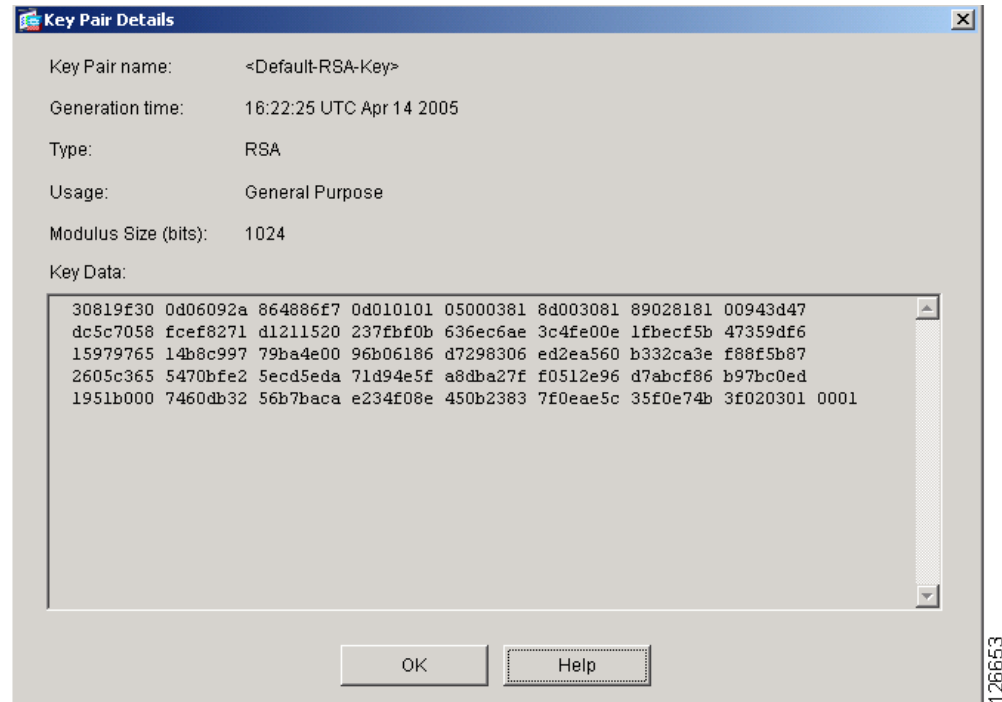 Key Pair Details
Key Pair name: <Default-RSA-Key>
Generation time: 16:22:25 UTC Apr 14 2005
Type: RSA
Usage: General Purpose
Modulus Size (bits): 1024
Key Data:
30819f30 0d06092a 864886f7 0d010101 05000381 8d003081 89028181 00943d47
dc5c7058 fcef8271 d1211520 237fbf0b 636ec6ae 3c4fe00e 1fbecf5b 47359df6
15979765 14b8c997 79ba4e00 96b06186 d7298306 ed2ea560 b332ca3e f88f5b87
2605c365 5470bfe2 5ecd5eda 71d94e5f a8dba27f f0512e96 d7abcf86 b97bc0ed
1951b000 7460db32 56b7baca e234f08e 450b2383 7f0eae5c 35f0e74b 3f020301 0001
OK Help
126653